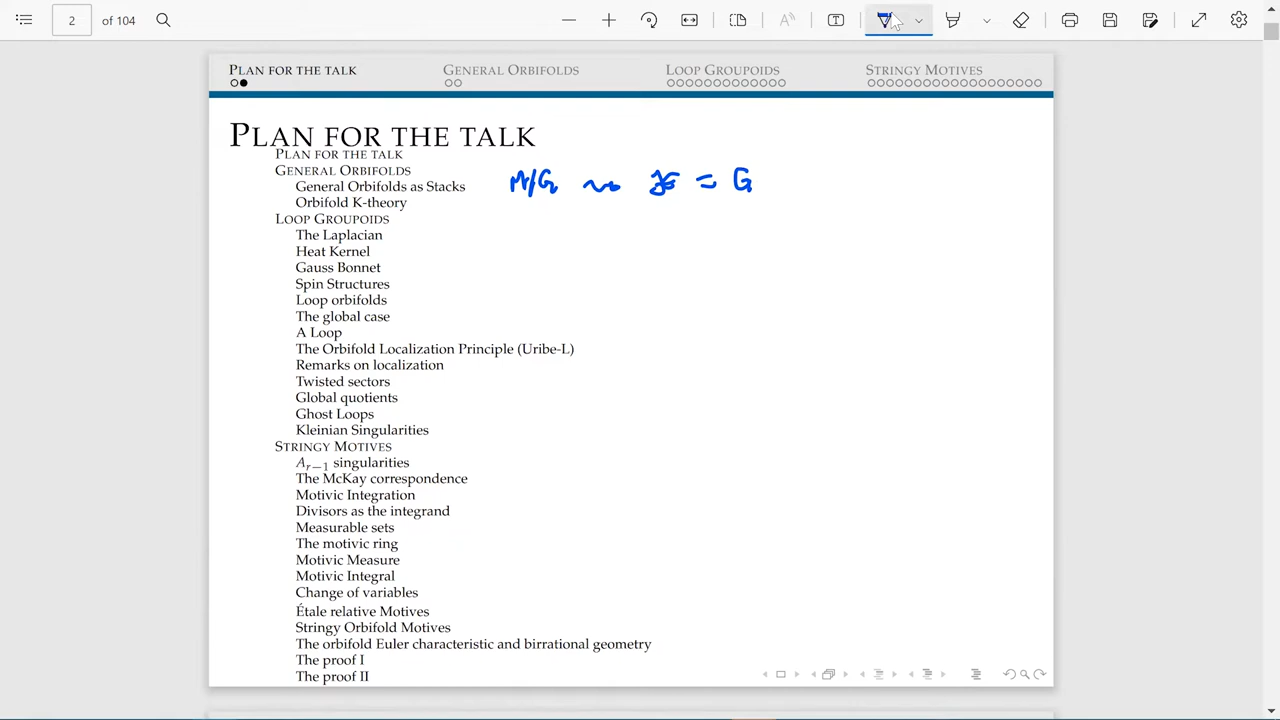 2 of 104
PLAN FOR THE TALK GENERAL ORBIFOLDS LOOP GROUPOIDS STRINGY MOTIVES
PLAN FOR THE TALK
PLAN FOR THE TALK
GENERAL ORBIFOLDS
General Orbifolds as Stacks
M/G = G
Orbifold K-theory
LOOP GROUPOIDS
The Laplacian
Heat Kernel
Gauss Bonnet
Spin Structures
Loop orbifolds
The global case
A Loop
The Orbifold Localization Principle (Uribe-L)
Remarks on localization
Twisted sectors
Global quotients
Ghost Loops
Kleinian Singularities
STRINGY MOTIVES
A_{r−1} singularities
The McKay correspondence
Motivic Integration
Divisors as the integrand
Measurable sets
The motivic ring
Motivic Measure
Motivic Integral
Change of variables
Étale relative Motives
Stringy Orbifold Motives
The orbifold Euler characteristic and birrational geometry
The proof I
The proof II